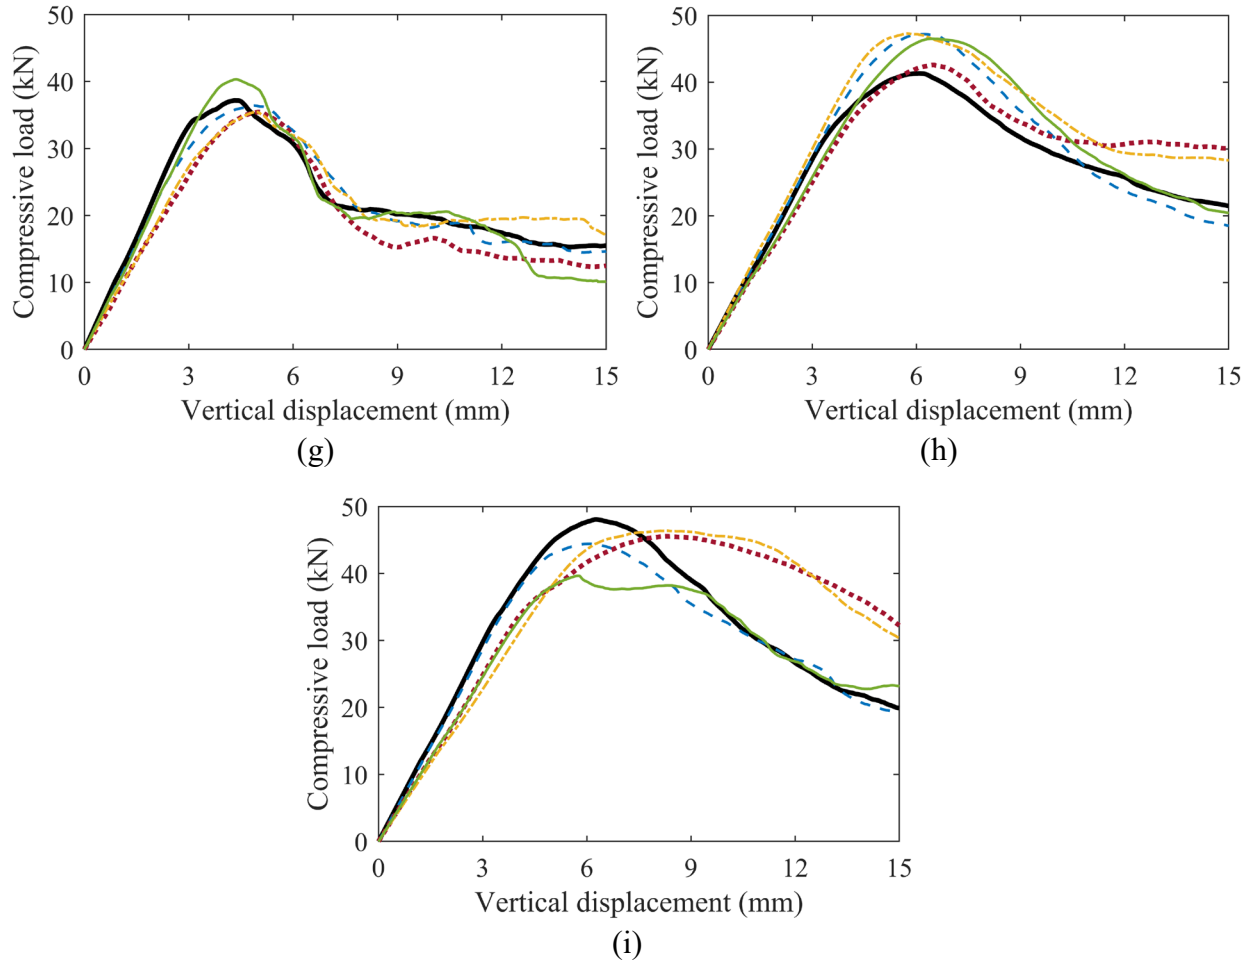 50
40
30
20
10
0
Compressive load (kN)
0 3 6 9 12 15
Vertical displacement (mm)
(g)
50
40
30
20
10
0
Compressive load (kN)
0 3 6 9 12 15
Vertical displacement (mm)
(h)
50
40
30
20
10
0
Compressive load (kN)
0 3 6 9 12 15
Vertical displacement (mm)
(i)